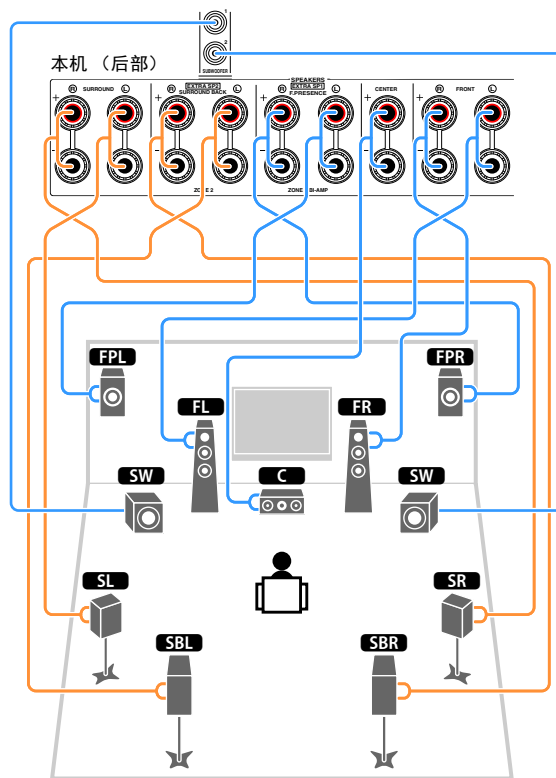 1
2
SUBWOOFER
本机 （后部）
SPEAKERS
R SURROUND L
EXTRA SP2
R SURROUND BACK L
EXTRA SP1
R F.PRESENCE L
CENTER
R FRONT L
+ + + + +
- - - - -
ZONE 2
BI-AMP
FPL
FPR
FL
FR
SW
C
SW
SL
SR
SBL
SBR